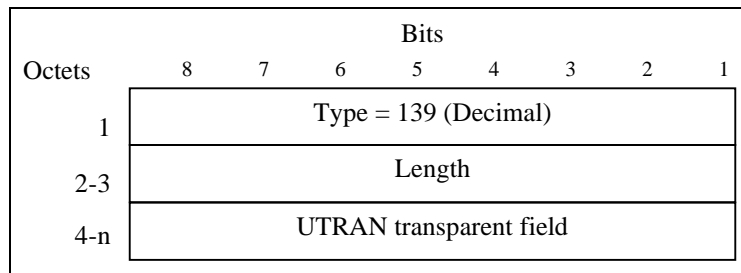 Bits
Octets 8 7 6 5 4 3 2 1
1 Type = 139 (Decimal)
2-3 Length
4-n UTRAN transparent field